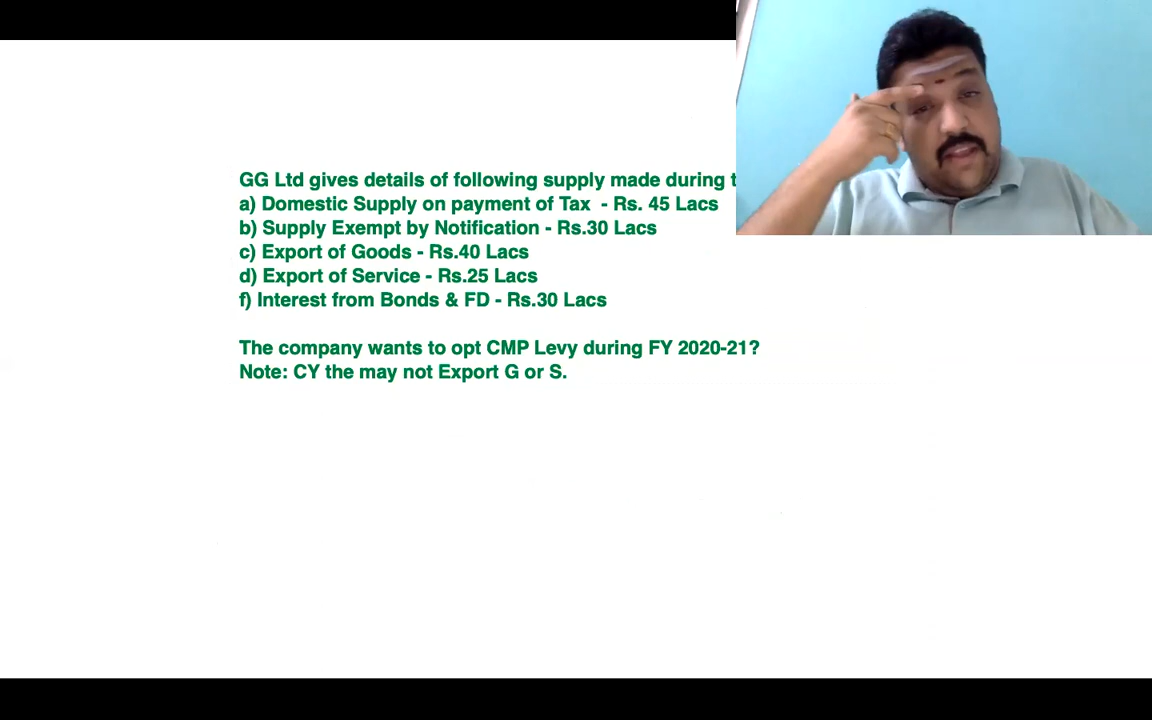 GG Ltd gives details of following supply made during
a) Domestic Supply on payment of Tax - Rs. 45 Lacs
b) Supply Exempt by Notification - Rs.30 Lacs
c) Export of Goods - Rs.40 Lacs
d) Export of Service - Rs.25 Lacs
f) Interest from Bonds & FD - Rs.30 Lacs
The company wants to opt CMP Levy during FY 2020-21?
Note: CY the may not Export G or S.